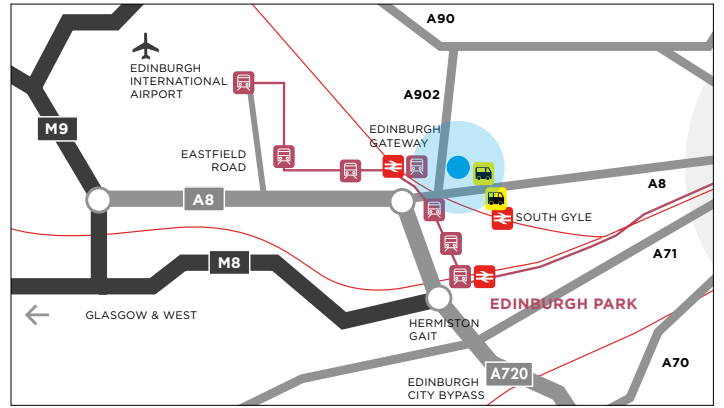 A90
EDINBURGH
INTERNATIONAL
AIRPORT
A902
M9
EDINBURGH
GATEWAY
EASTFIELD
ROAD
A8
A8
SOUTH GYLE
A71
M8
EDINBURGH PARK
GLASGOW & WEST
HERMISTON
GAIT
A70
A720
EDINBURGH
CITY BYPASS